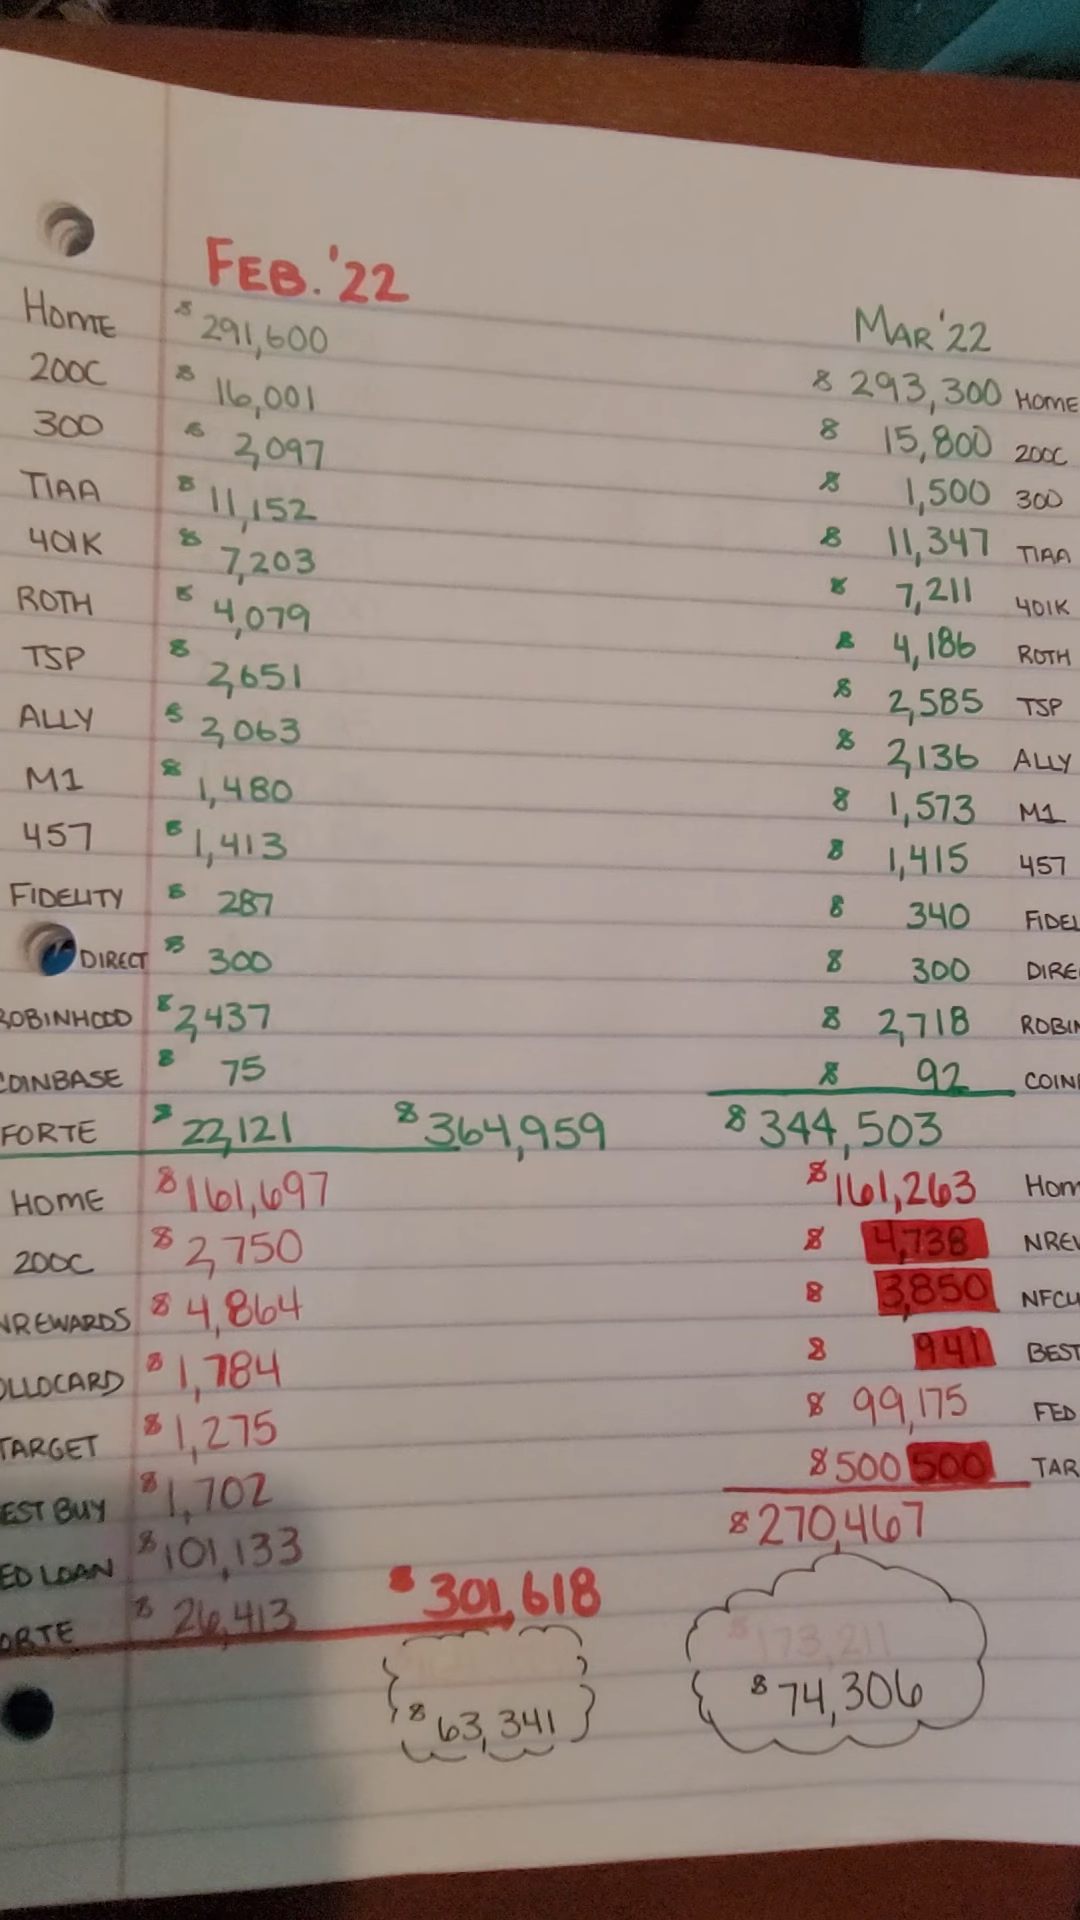 FEB. '22
HOME $ 291,600
200C $ 16,001
300 $ 2,097
TIAA $ 11,152
401K $ 7,203
ROTH $ 4,079
TSP $ 2,651
ALLY $ 2,063
M1 $ 1,480
457 $ 1,413
FIDELITY $ 287
DIRECT $ 300
ROBINHOOD $ 2,437
COINBASE $ 75
FORTE $ 22,121 $ 364,959
HOME $ 161,697
200C $ 2,750
NREWARDS $ 4,864
OLLOCARD $ 1,784
TARGET $ 1,275
EST BUY $ 1,702
ED LOAN $ 101,133
ORTE $ 26,413 $ 301,618
$ 63,341
MAR '22
$ 293,300 HOME
$ 15,800 200C
$ 1,500 300
$ 11,347 TIAA
$ 7,211 401K
$ 4,186 ROTH
$ 2,585 TSP
$ 2,136 ALLY
$ 1,573 M1
$ 1,415 457
$ 340 FIDEL
$ 300 DIRE
$ 2,718 ROBIN
$ 92 COIN
$ 344,503
$ 161,263 HOM
$ 4,738 NREW
$ 3,850 NFCU
$ 941 BEST
$ 99,175 FED
$ 500 500 TAR
$ 270,467
$ 173,211
$ 74,306